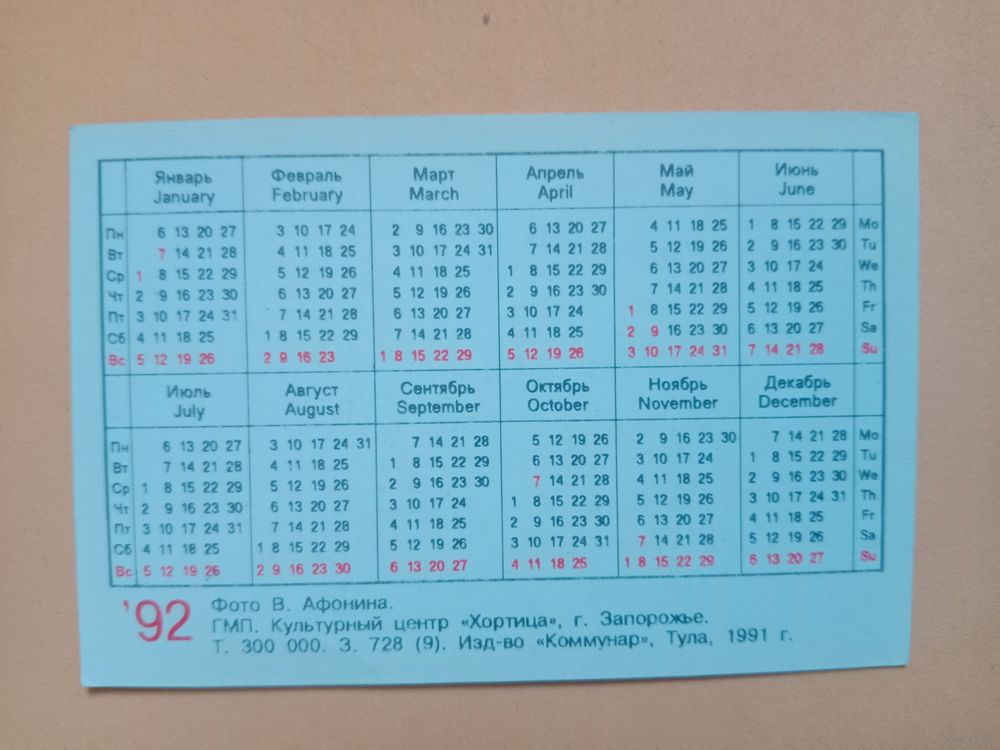 Январь Февраль Март Апрель Май Июнь
January February March April May June
Пн 6 13 20 27 3 10 17 24 2 9 16 23 30 6 13 20 27 4 11 18 25 1 8 15 22 29 Mo
Вт 7 14 21 28 4 11 18 25 3 10 17 24 31 7 14 21 28 5 12 19 26 2 9 16 23 30 Tu
Ср 1 8 15 22 29 5 12 19 26 4 11 18 25 1 8 15 22 29 6 13 20 27 3 10 17 24 We
Чт 2 9 16 23 30 6 13 20 27 5 12 19 26 2 9 16 23 30 7 14 21 28 4 11 18 25 Th
Пт 3 10 17 24 31 7 14 21 28 6 13 20 27 3 10 17 24 1 8 15 22 29 5 12 19 26 Fr
Сб 4 11 18 25 1 8 15 22 29 7 14 21 28 4 11 18 25 2 9 16 23 30 6 13 20 27 Sa
Вс 5 12 19 26 2 9 16 23 1 8 15 22 29 5 12 19 26 3 10 17 24 31 7 14 21 28 Su
Июль Август Сентябрь Октябрь Ноябрь Декабрь
July August September October November December
Пн 6 13 20 27 3 10 17 24 31 7 14 21 28 5 12 19 26 2 9 16 23 30 7 14 21 28 Mo
Вт 7 14 21 28 4 11 18 25 1 8 15 22 29 6 13 20 27 3 10 17 24 1 8 15 22 29 Tu
Ср 1 8 15 22 29 5 12 19 26 2 9 16 23 30 7 14 21 28 4 11 18 25 2 9 16 23 30 We
Чт 2 9 16 23 30 6 13 20 27 3 10 17 24 1 8 15 22 29 5 12 19 26 3 10 17 24 31 Th
Пт 3 10 17 24 31 7 14 21 28 4 11 18 25 2 9 16 23 30 6 13 20 27 4 11 18 25 Fr
Сб 4 11 18 25 1 8 15 22 29 5 12 19 26 3 10 17 24 31 7 14 21 28 5 12 19 26 Sa
Вс 5 12 19 26 2 9 16 23 30 6 13 20 27 4 11 18 25 1 8 15 22 29 6 13 20 27 Su
'92
Фото В. Афонина.
ГМП. Культурный центр «Хортица», г. Запорожье.
Т. 300 000. З. 728 (9). Изд-во «Коммунар», Тула, 1991 г.